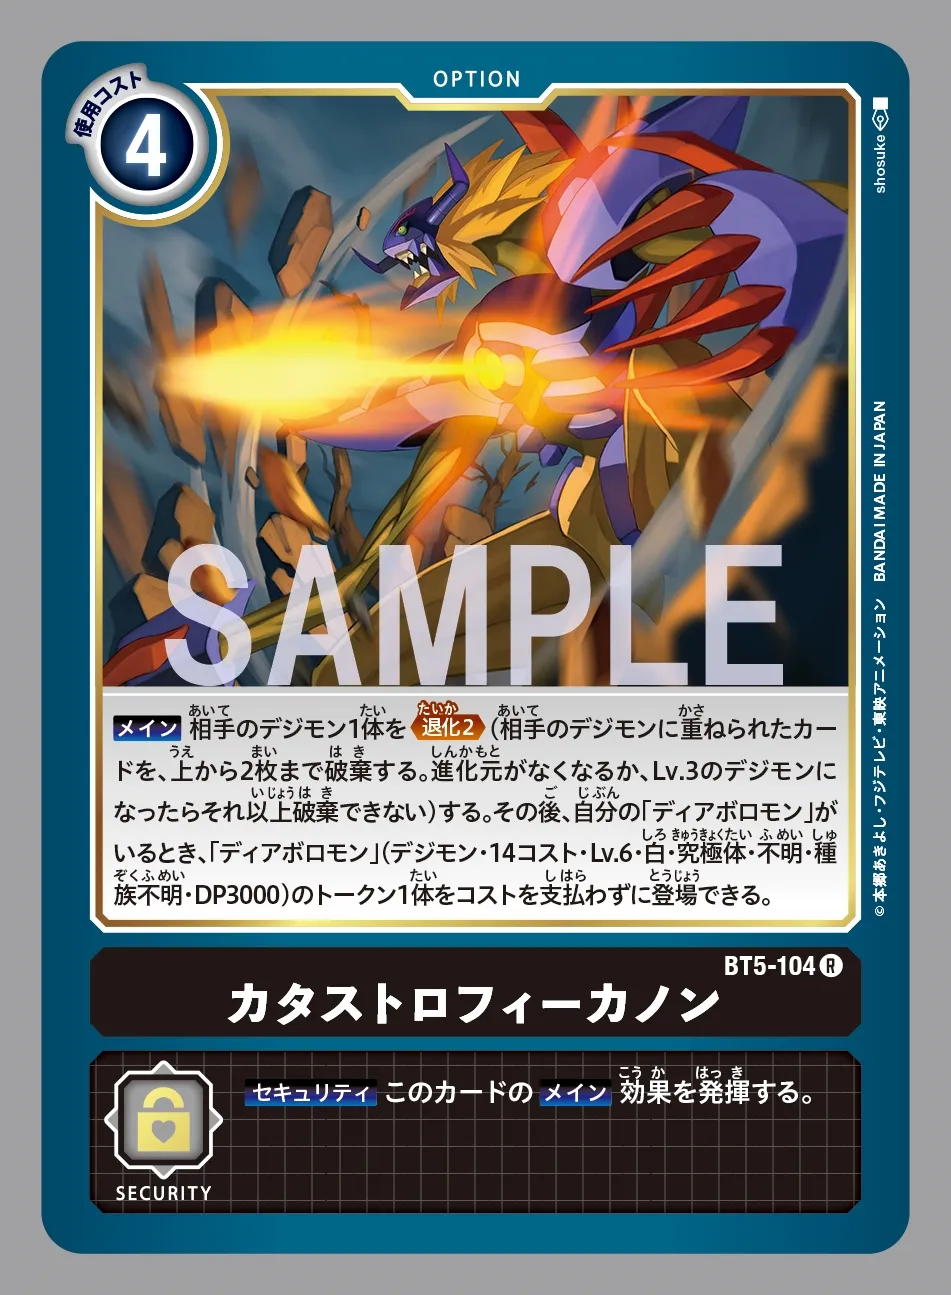 OPTION
使用コスト
4
shosuke
SAMPLE
メイン 相手のデジモン1体を 退化2 (相手のデジモンに重ねられたカー
ドを、上から2枚まで破棄する。進化元がなくなるか、Lv.3のデジモンに
なったらそれ以上破棄できない)する。その後、自分の「ディアボロモン」が
いるとき、「ディアボロモン」(デジモン・14コスト・Lv.6・白・究極体・不明・種
族不明・DP3000)のトークン1体をコストを支払わずに登場できる。
©本郷あきよし・フジテレビ・東映アニメーション BANDAI MADE IN JAPAN
BT5-104 R
カタストロフィーカノン
セキュリティ このカードの メイン 効果を発揮する。
SECURITY